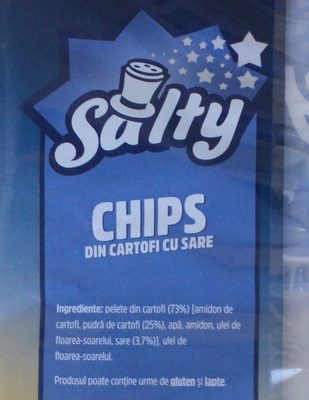 Salty
CHIPS
DIN CARTOFI CU SARE
Ingrediente: pelete din cartofi (73%) [amidon de
cartofi, pudră de cartofi (25%), apă, amidon, ulei de
floarea-soarelui, sare (3,7%)], ulei de
floarea-soarelui.
Produsul poate conține urme de gluten și lapte.